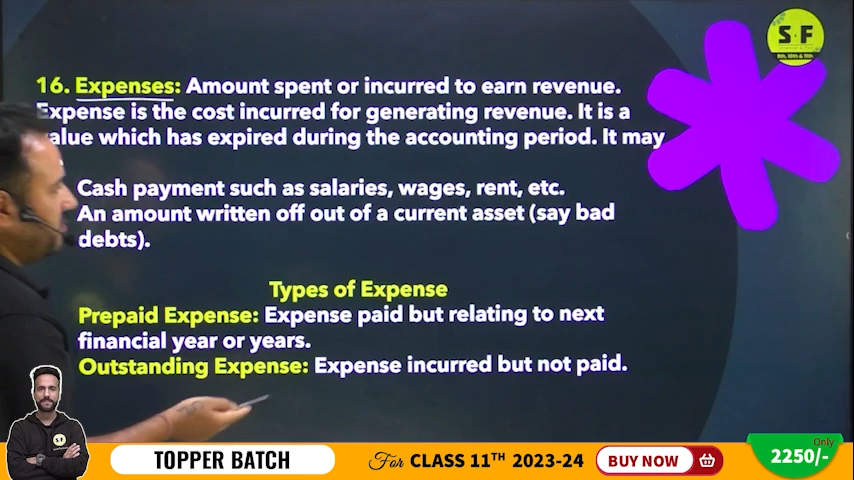 S F
9th, 10th & 11th
16. Expenses: Amount spent or incurred to earn revenue.
Expense is the cost incurred for generating revenue. It is a
value which has expired during the accounting period. It may
Cash payment such as salaries, wages, rent, etc.
An amount written off out of a current asset (say bad
debts).
Types of Expense
Prepaid Expense: Expense paid but relating to next
financial year or years.
Outstanding Expense: Expense incurred but not paid.
TOPPER BATCH
For CLASS 11TH 2023-24
BUY NOW
Only
2250/-